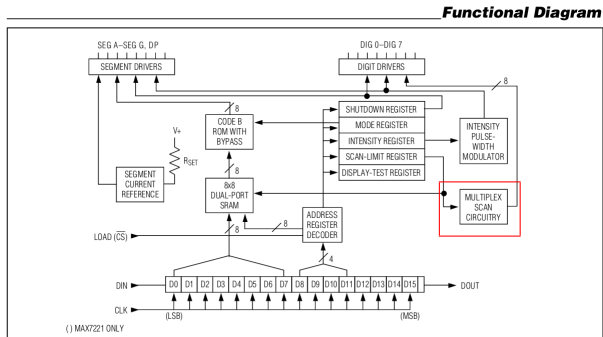 Functional Diagram
SEG A–SEG G, DP
DIG 0–DIG 7
SEGMENT DRIVERS
DIGIT DRIVERS
8
8
CODE B
ROM WITH
BYPASS
SHUTDOWN REGISTER
MODE REGISTER
INTENSITY REGISTER
SCAN-LIMIT REGISTER
DISPLAY-TEST REGISTER
INTENSITY
PULSE-
WIDTH
MODULATOR
V+
RSET
SEGMENT
CURRENT
REFERENCE
8
8x8
DUAL-PORT
SRAM
MULTIPLEX
SCAN
CIRCUITRY
ADDRESS
REGISTER
DECODER
8
8
LOAD (CS)
4
DIN
D0 D1 D2 D3 D4 D5 D6 D7 D8 D9 D10 D11 D12 D13 D14 D15
DOUT
CLK
(LSB)
(MSB)
( ) MAX7221 ONLY